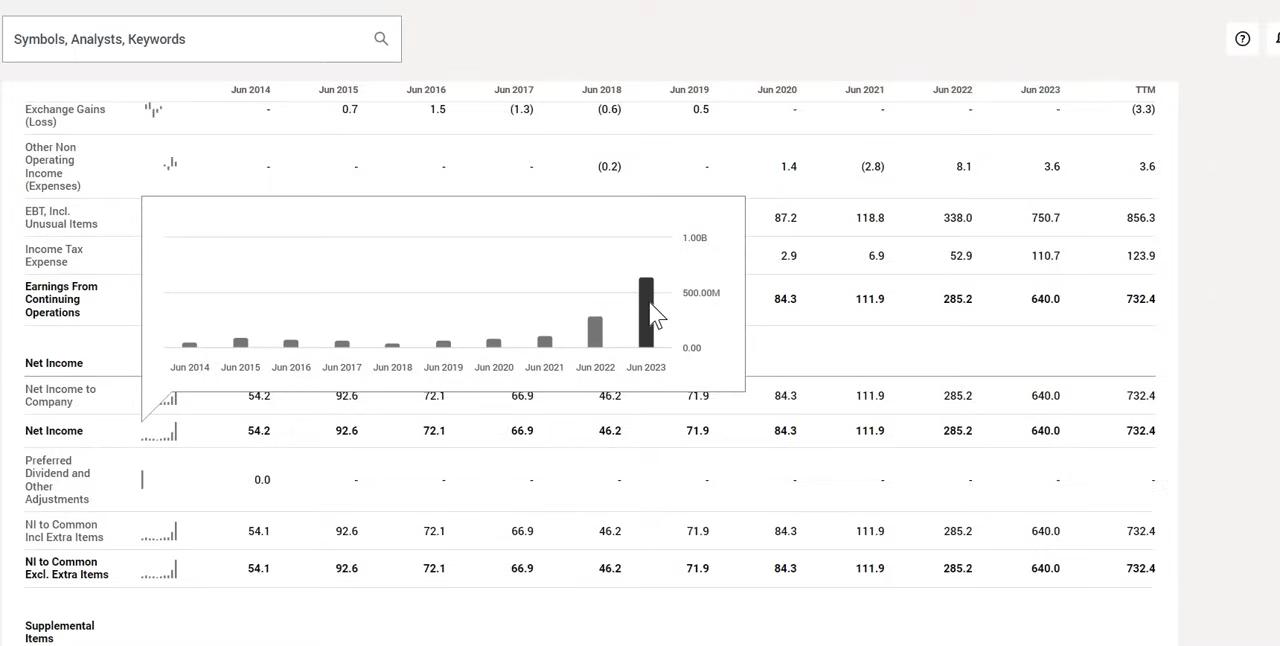 Symbols, Analysts, Keywords
Jun 2014 Jun 2015 Jun 2016 Jun 2017 Jun 2018 Jun 2019 Jun 2020 Jun 2021 Jun 2022 Jun 2023 TTM
Exchange Gains
(Loss)
- 0.7 1.5 (1.3) (0.6) 0.5 - - - - (3.3)
Other Non
Operating
Income
(Expenses)
- - - - (0.2) - 1.4 (2.8) 8.1 3.6 3.6
EBT, Incl.
Unusual Items
87.2 118.8 338.0 750.7 856.3
Income Tax
Expense
2.9 6.9 52.9 110.7 123.9
Earnings From
Continuing
Operations
84.3 111.9 285.2 640.0 732.4
1.00B
500.00M
0.00
Jun 2014 Jun 2015 Jun 2016 Jun 2017 Jun 2018 Jun 2019 Jun 2020 Jun 2021 Jun 2022 Jun 2023
Net Income
Net Income to
Company
54.2 92.6 72.1 66.9 46.2 71.9 84.3 111.9 285.2 640.0 732.4
Net Income 54.2 92.6 72.1 66.9 46.2 71.9 84.3 111.9 285.2 640.0 732.4
Preferred
Dividend and
Other
Adjustments
0.0 - - - - - - - - - -
NI to Common
Incl Extra Items
54.1 92.6 72.1 66.9 46.2 71.9 84.3 111.9 285.2 640.0 732.4
NI to Common
Excl. Extra Items
54.1 92.6 72.1 66.9 46.2 71.9 84.3 111.9 285.2 640.0 732.4
Supplemental
Items